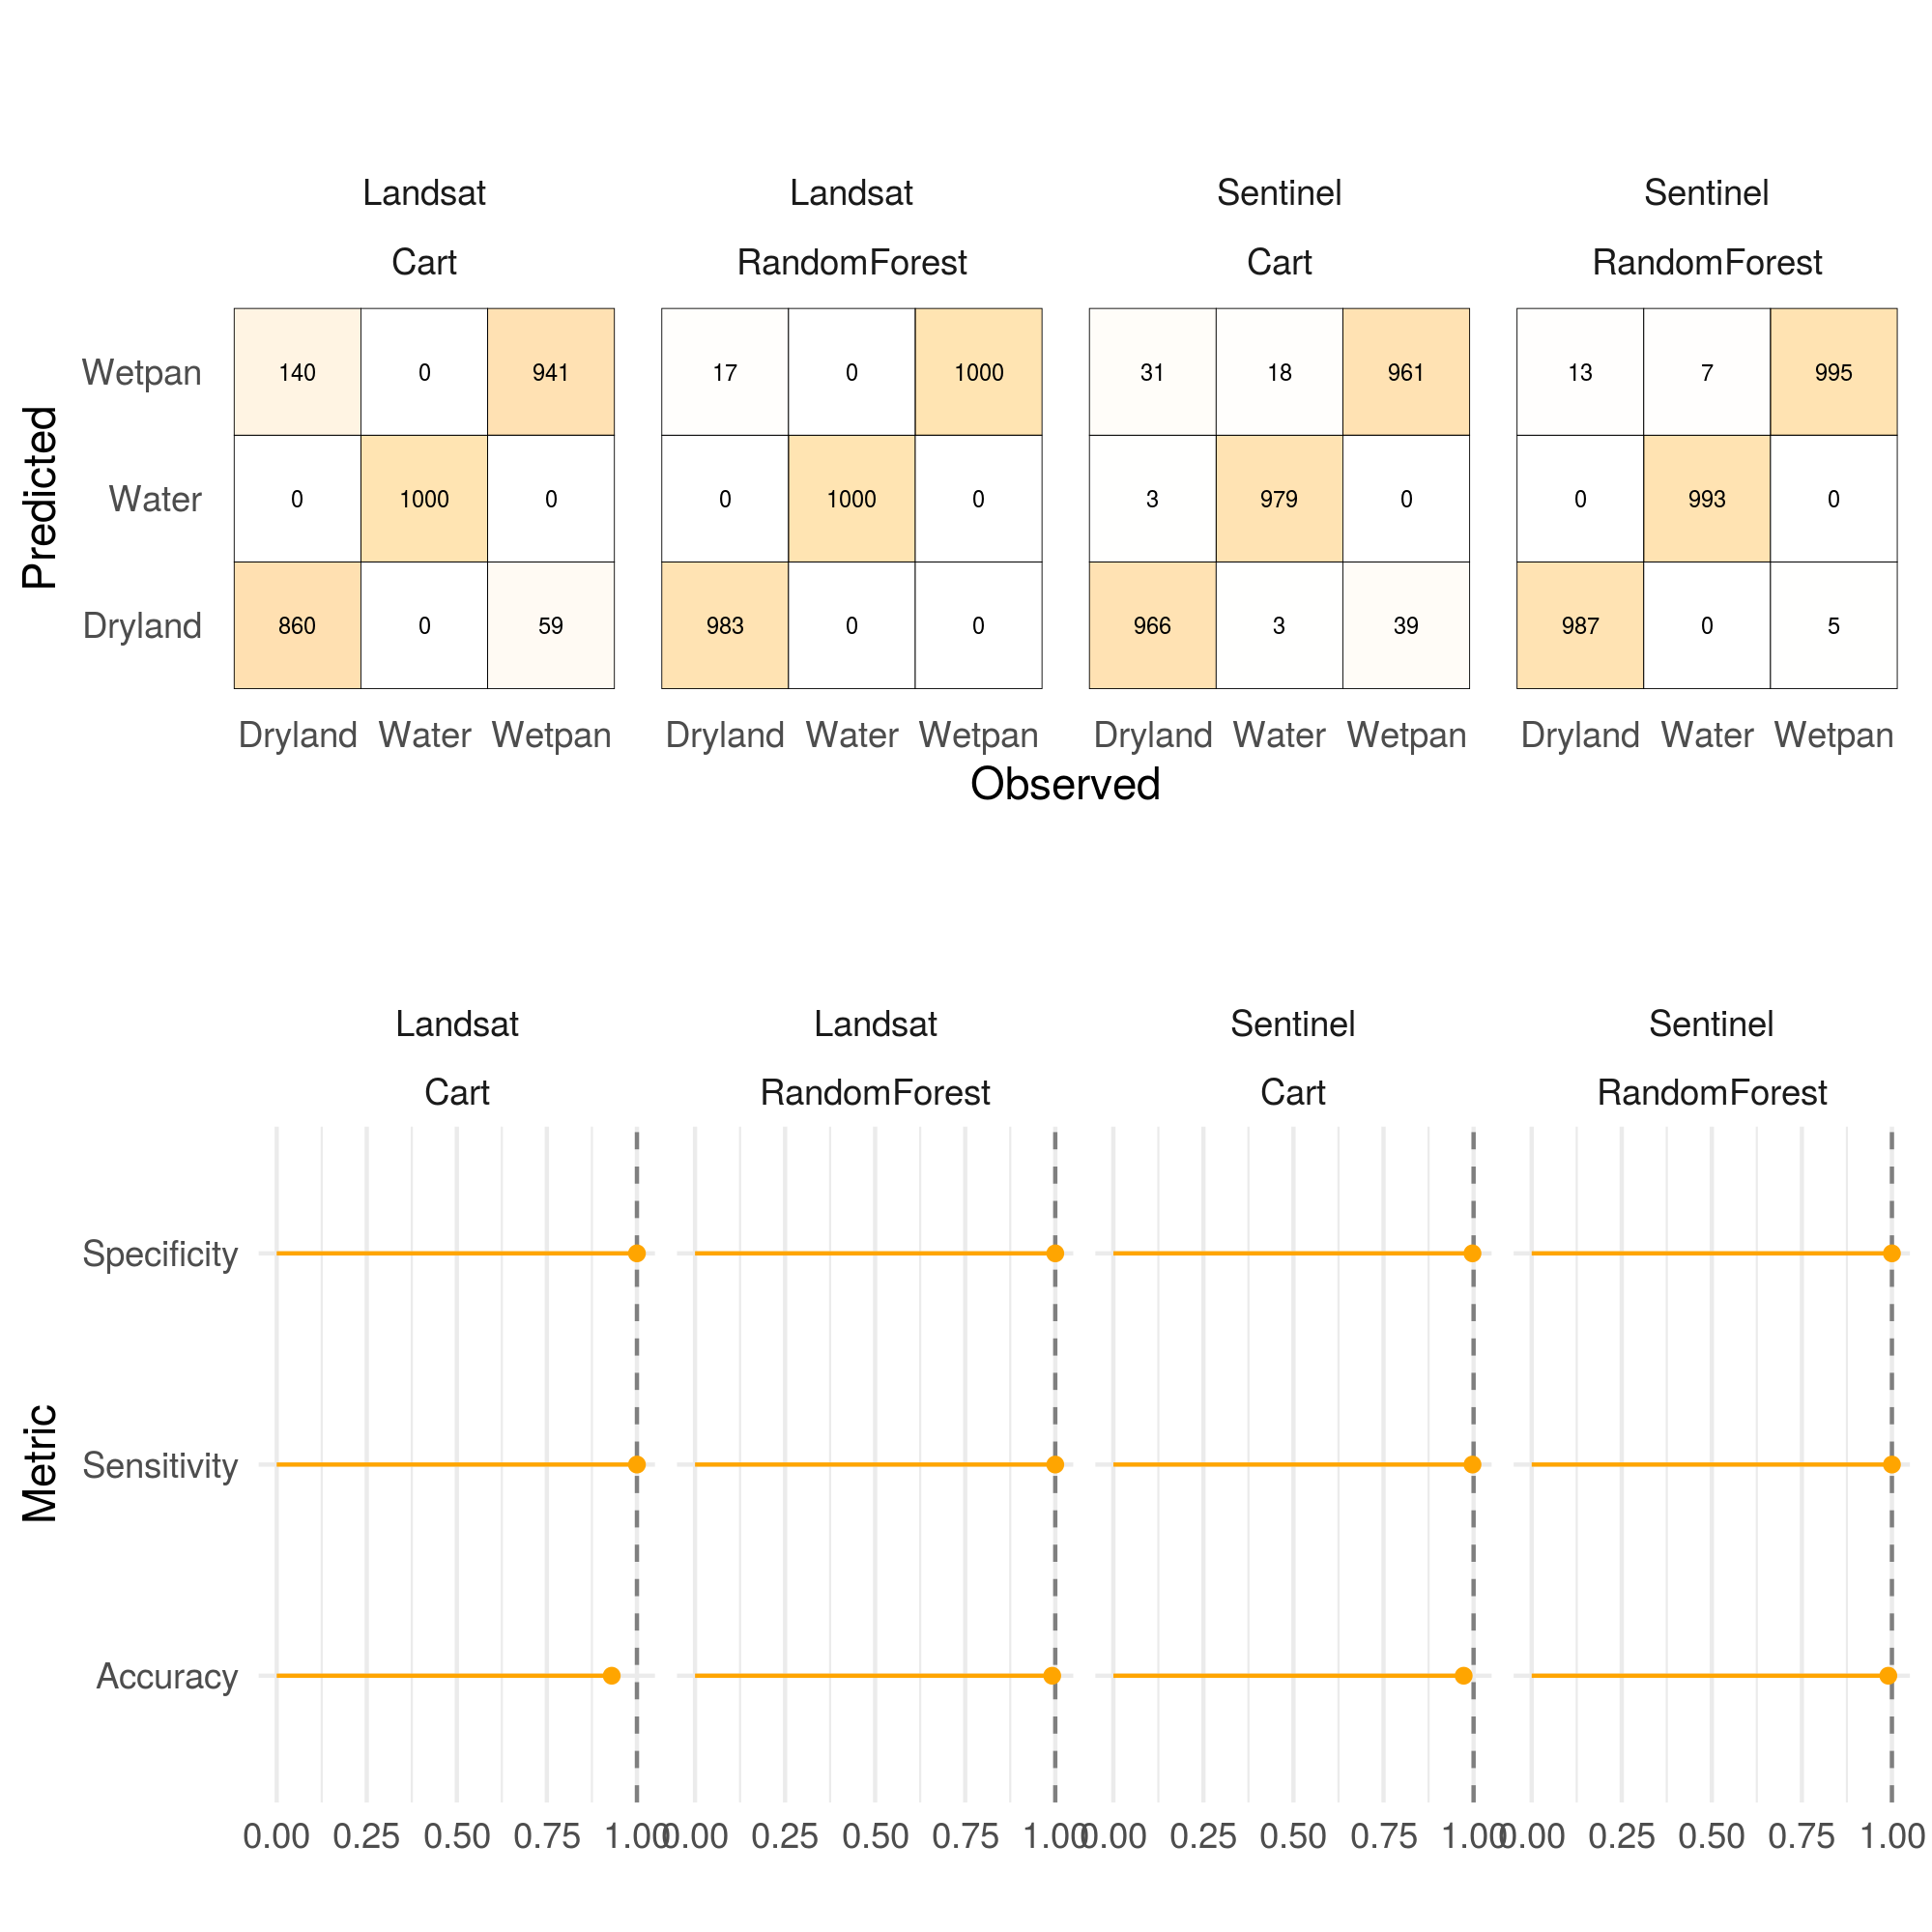 Landsat Landsat Sentinel Sentinel
Cart RandomForest Cart RandomForest
Predicted
Wetpan 140 0 941 17 0 1000 31 18 961 13 7 995
Water 0 1000 0 0 1000 0 3 979 0 0 993 0
Dryland 860 0 59 983 0 0 966 3 39 987 0 5
Dryland Water Wetpan Dryland Water Wetpan Dryland Water Wetpan Dryland Water Wetpan
Observed
Landsat Landsat Sentinel Sentinel
Cart RandomForest Cart RandomForest
Metric
Specificity
Sensitivity
Accuracy
0.00 0.25 0.50 0.75 1.00 0.00 0.25 0.50 0.75 1.00 0.00 0.25 0.50 0.75 1.00 0.00 0.25 0.50 0.75 1.00